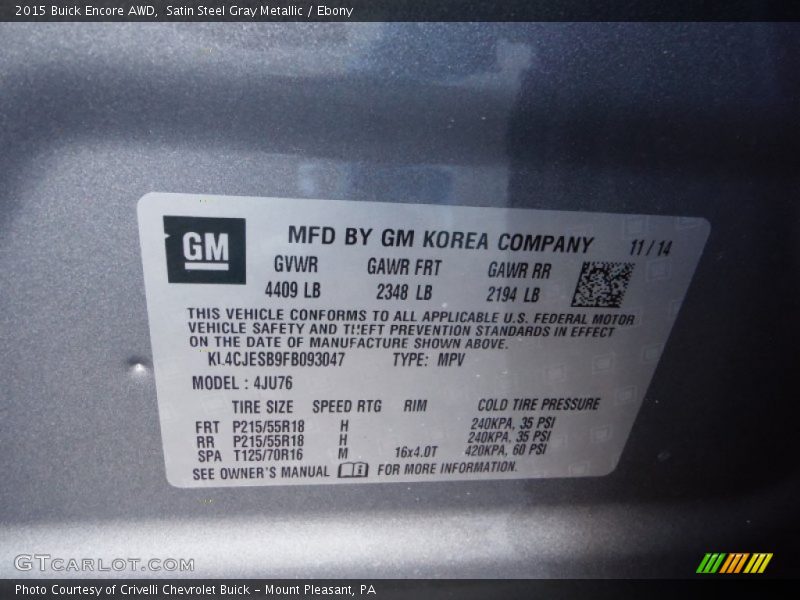 2015 Buick Encore AWD, Satin Steel Gray Metallic / Ebony
GM
MFD BY GM KOREA COMPANY 11/14
GVWR GAWR FRT GAWR RR
4409 LB 2348 LB 2194 LB
THIS VEHICLE CONFORMS TO ALL APPLICABLE U.S. FEDERAL MOTOR
VEHICLE SAFETY AND THEFT PREVENTION STANDARDS IN EFFECT
ON THE DATE OF MANUFACTURE SHOWN ABOVE.
KL4CJESB9FB093047 TYPE: MPV
MODEL : 4JU76
TIRE SIZE SPEED RTG RIM COLD TIRE PRESSURE
FRT P215/55R18 H 240KPA, 35 PSI
RR P215/55R18 H 240KPA, 35 PSI
SPA T125/70R16 M 16x4.0T 420KPA, 60 PSI
SEE OWNER'S MANUAL FOR MORE INFORMATION.
GTCARLOT.COM
Photo Courtesy of Crivelli Chevrolet Buick - Mount Pleasant, PA